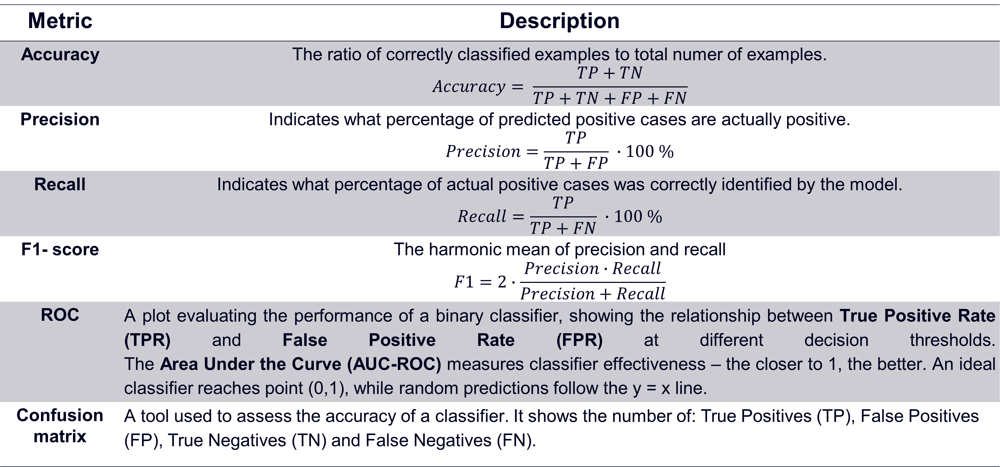 Metric Description
Accuracy The ratio of correctly classified examples to total numer of examples.
Accuracy = (TP + TN) / (TP + TN + FP + FN)
Precision Indicates what percentage of predicted positive cases are actually positive.
Precision = TP / (TP + FP) · 100 %
Recall Indicates what percentage of actual positive cases was correctly identified by the model.
Recall = TP / (TP + FN) · 100 %
F1- score The harmonic mean of precision and recall
F1 = 2 · (Precision · Recall) / (Precision + Recall)
ROC A plot evaluating the performance of a binary classifier, showing the relationship between True Positive Rate
(TPR) and False Positive Rate (FPR) at different decision thresholds.
The Area Under the Curve (AUC-ROC) measures classifier effectiveness – the closer to 1, the better. An ideal
classifier reaches point (0,1), while random predictions follow the y = x line.
Confusion matrix A tool used to assess the accuracy of a classifier. It shows the number of: True Positives (TP), False Positives
(FP), True Negatives (TN) and False Negatives (FN).